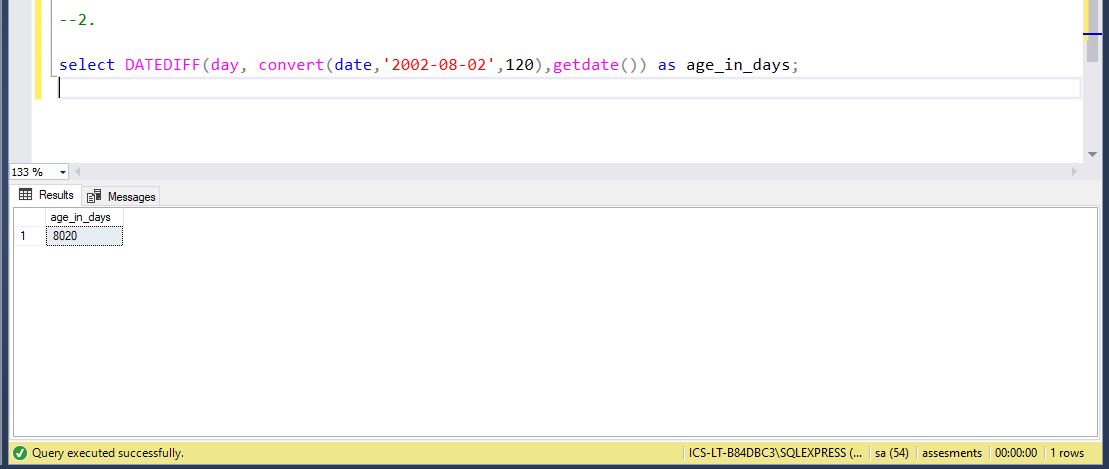 --2.
select DATEDIFF(day, convert(date,'2002-08-02',120),getdate()) as age_in_days;
133 %
Results Messages
age_in_days
1 8020
Query executed successfully. ICS-LT-B84DBC3\SQLEXPRESS (... sa (54) assesments 00:00:00 1 rows